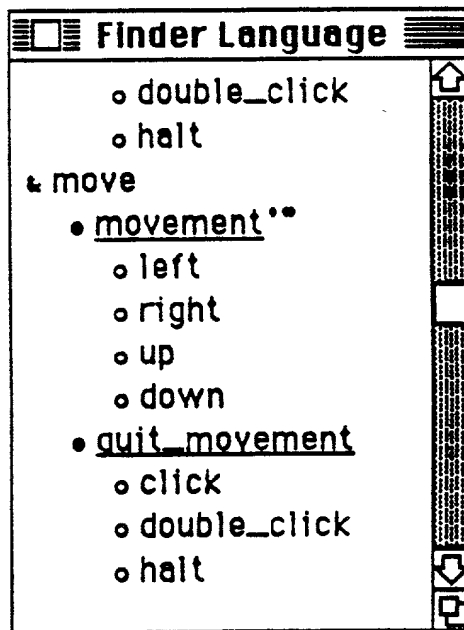 Finder Language
double_click
halt
& move
movement'∞
left
right
up
down
quit_movement
click
double_click
halt